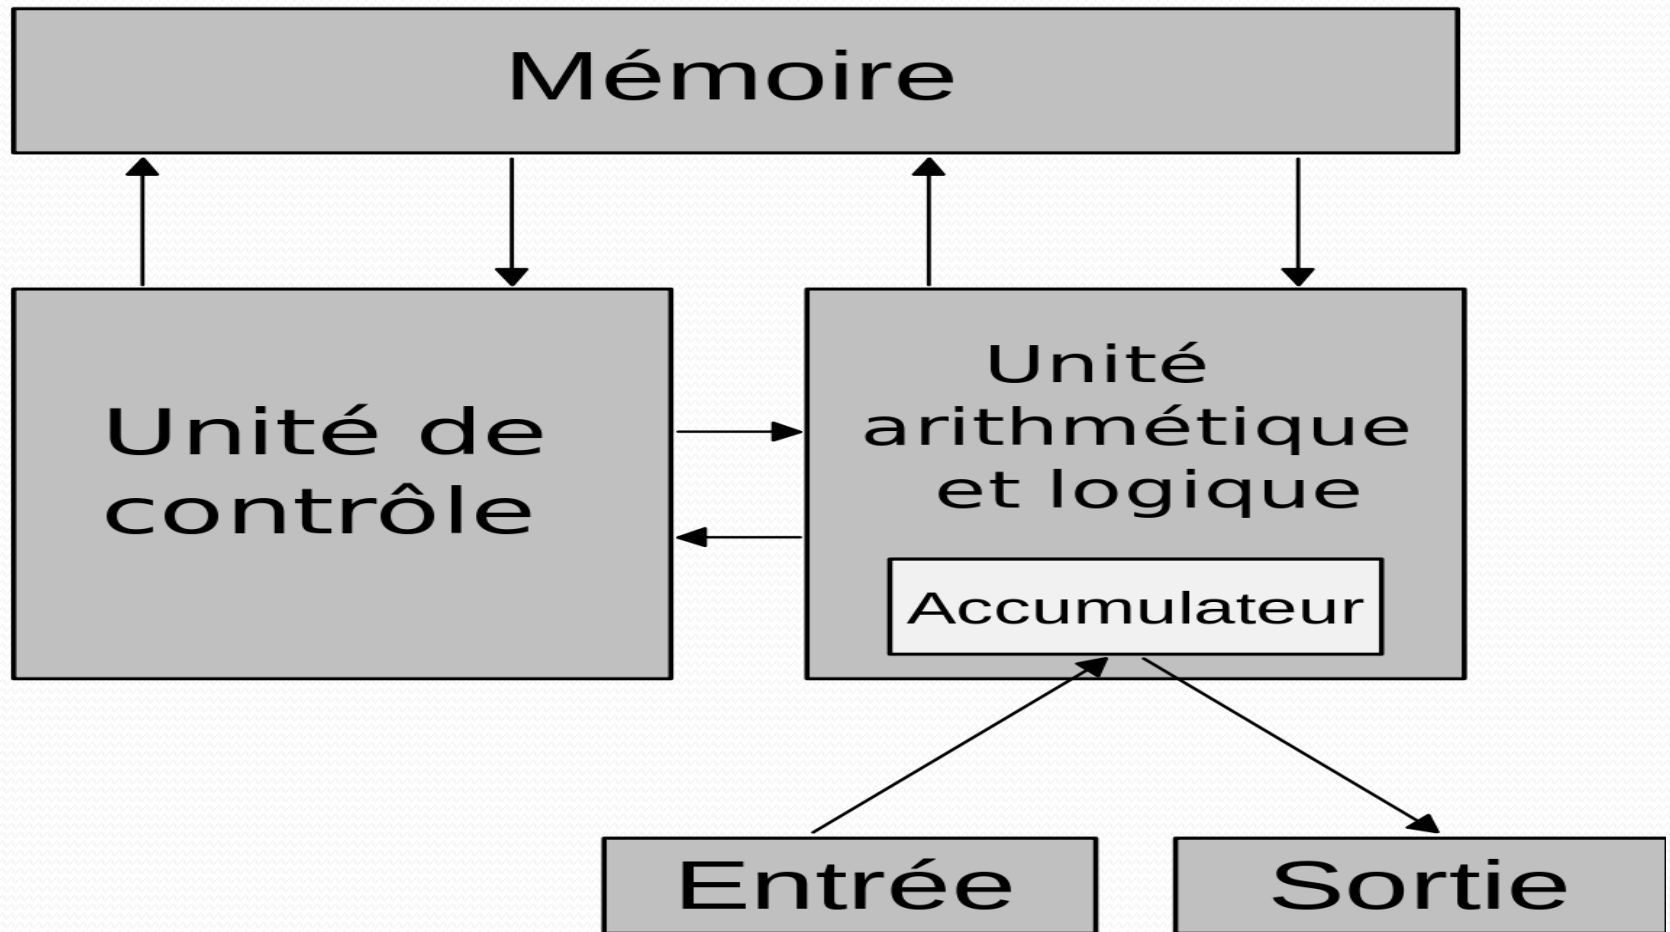 Mémoire
Unité de
contrôle
Unité
arithmétique
et logique
Accumulateur
Entrée
Sortie